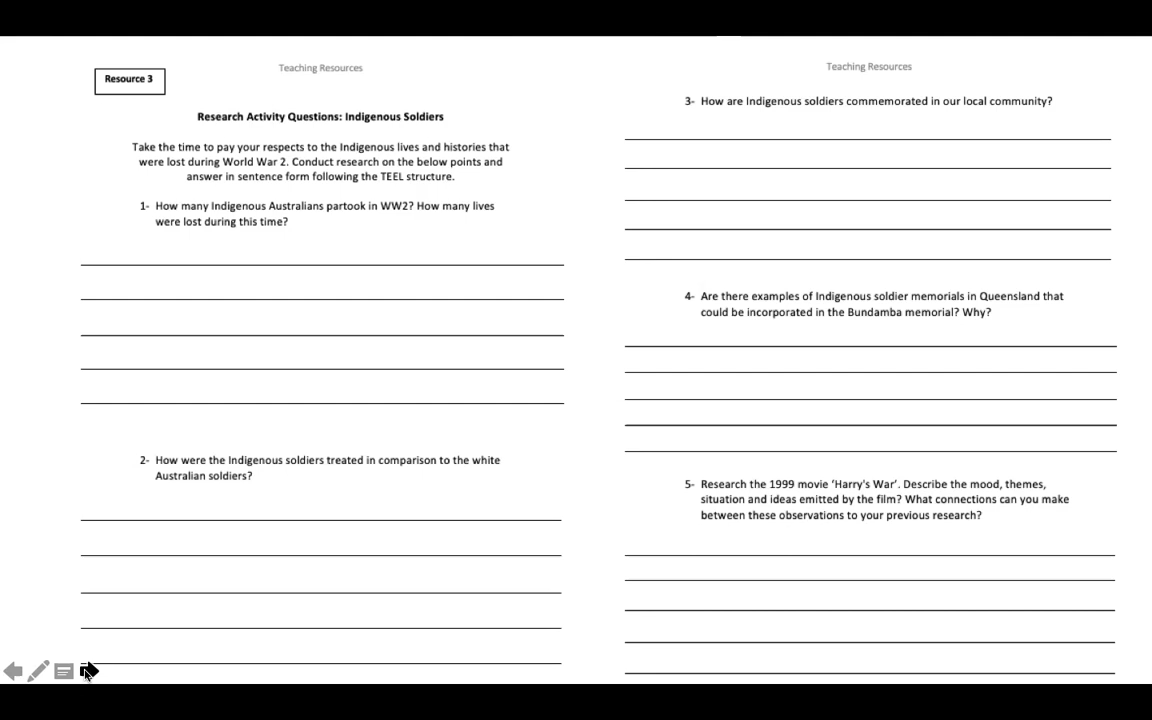 Resource 3
Teaching Resources
Research Activity Questions: Indigenous Soldiers
Take the time to pay your respects to the Indigenous lives and histories that
were lost during World War 2. Conduct research on the below points and
answer in sentence form following the TEEL structure.
1- How many Indigenous Australians partook in WW2? How many lives
were lost during this time?
2- How were the Indigenous soldiers treated in comparison to the white
Australian soldiers?
Teaching Resources
3- How are Indigenous soldiers commemorated in our local community?
4- Are there examples of Indigenous soldier memorials in Queensland that
could be incorporated in the Bundamba memorial? Why?
5- Research the 1999 movie ‘Harry's War’. Describe the mood, themes,
situation and ideas emitted by the film? What connections can you make
between these observations to your previous research?